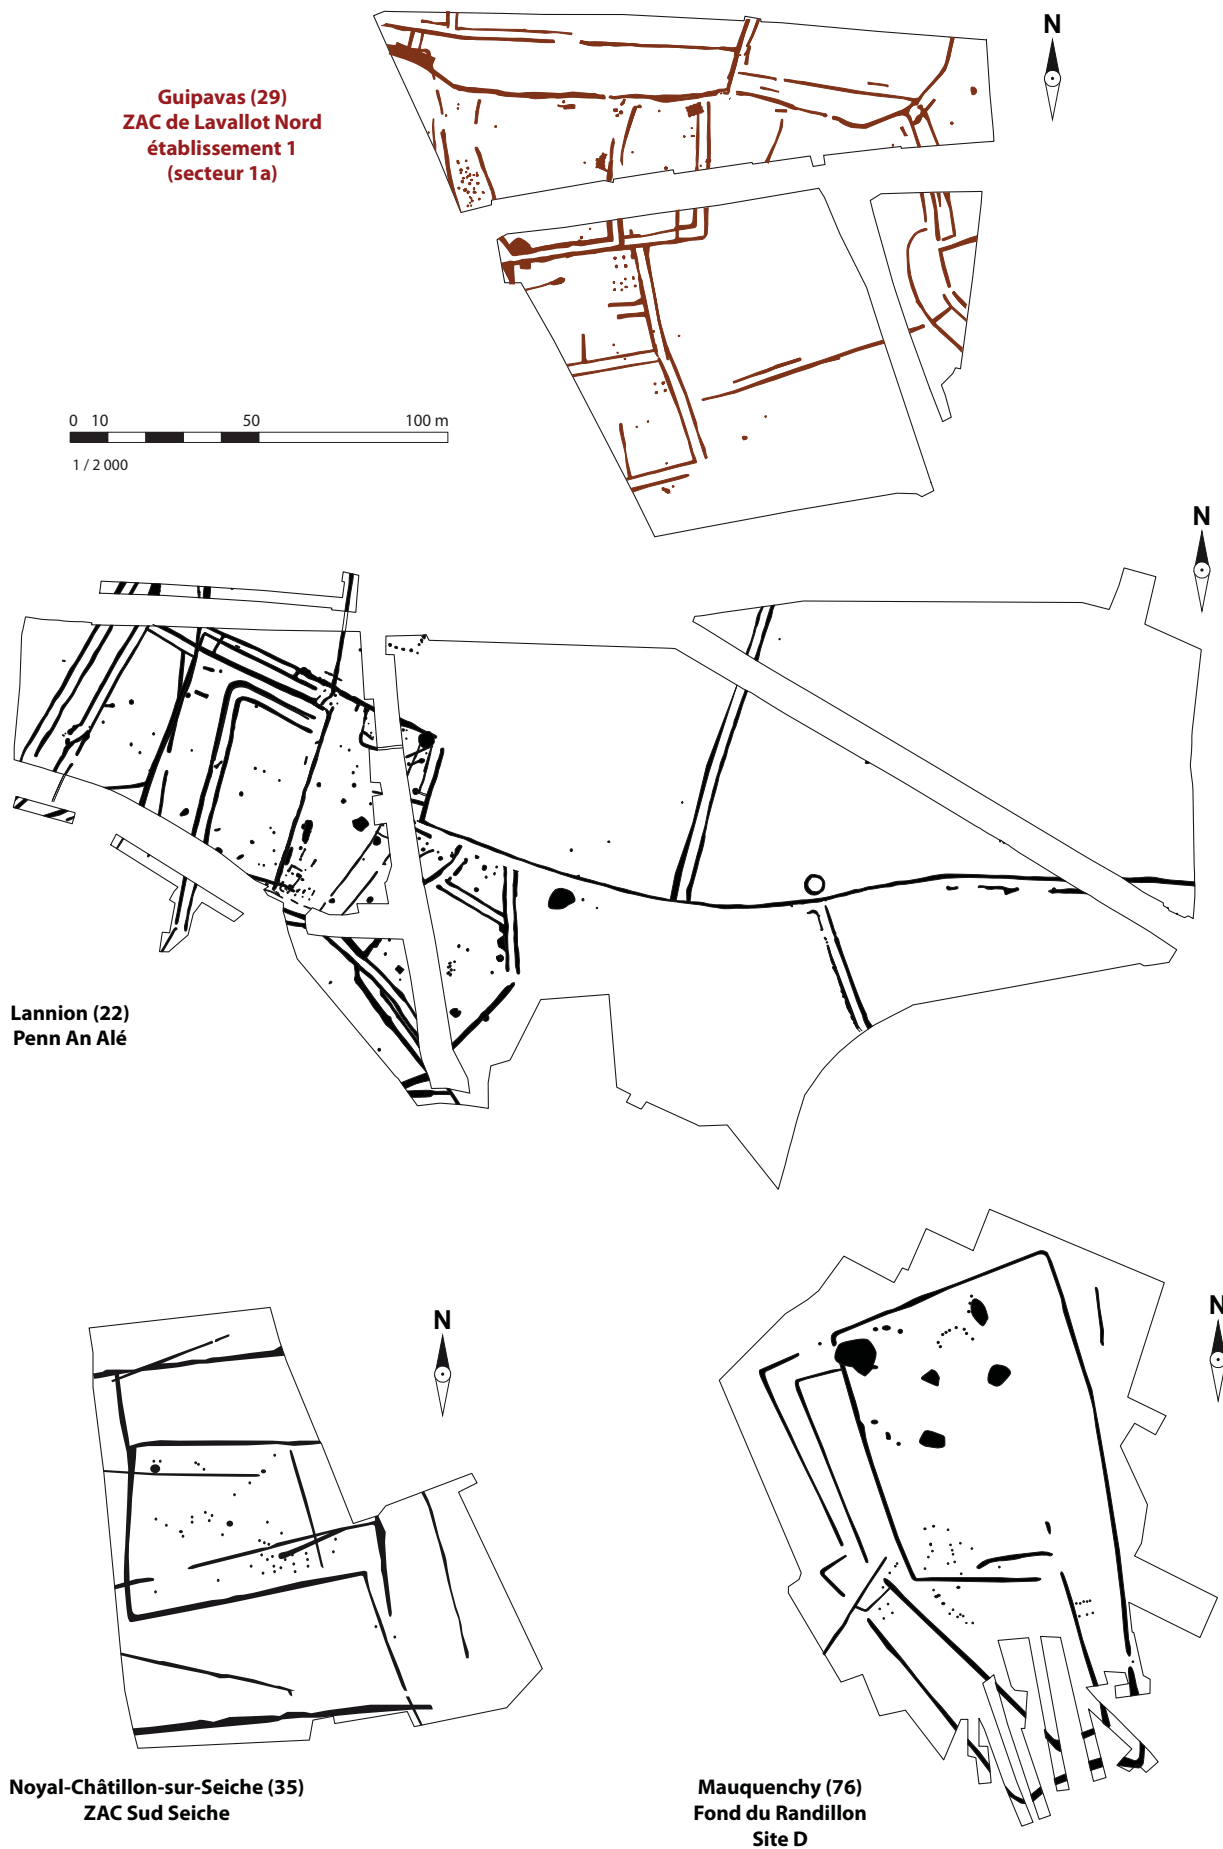 N
Guipavas (29)
ZAC de Lavallot Nord
établissement 1
(secteur 1a)
0 10 50 100 m
1 / 2 000
N
Lannion (22)
Penn An Alé
N
N
Noyal-Châtillon-sur-Seiche (35)
ZAC Sud Seiche
Mauquenchy (76)
Fond du Randillon
Site D